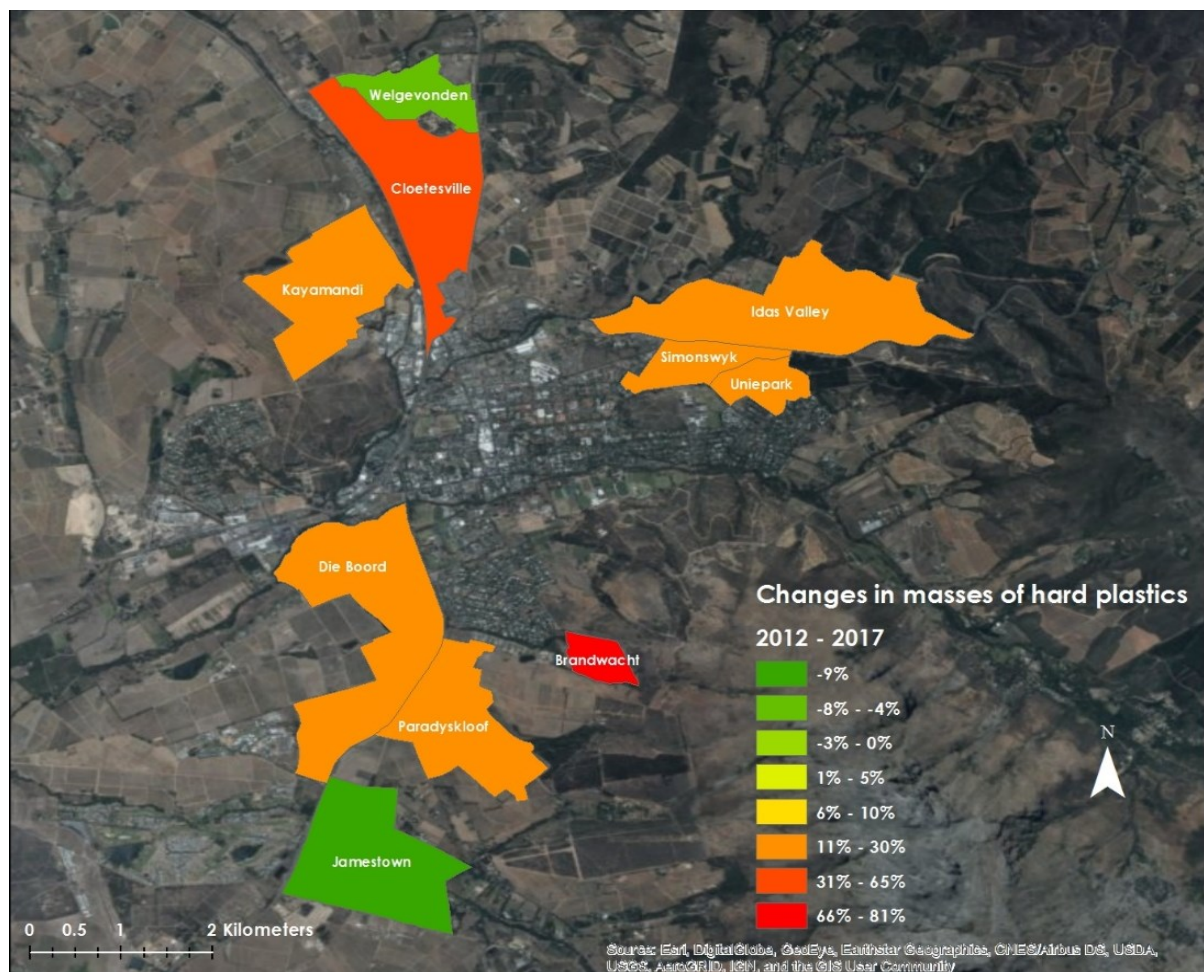 Welgevonden
Cloetesville
Kayamandi
Idas Valley
Simonswyk
Uniepark
Die Boord
Brandwacht
Paradyskloof
Jamestown
Changes in masses of hard plastics
2012 - 2017
-9%
-8% - -4%
-3% - 0%
1% - 5%
6% - 10%
11% - 30%
31% - 65%
66% - 81%
N
0 0.5 1 2 Kilometers
Source: Esri, DigitalGlobe, GeoEye, Earthstar Geographics, CNES/Airbus DS, USDA,
USGS, AeroGRID, IGN, and the GIS User Community